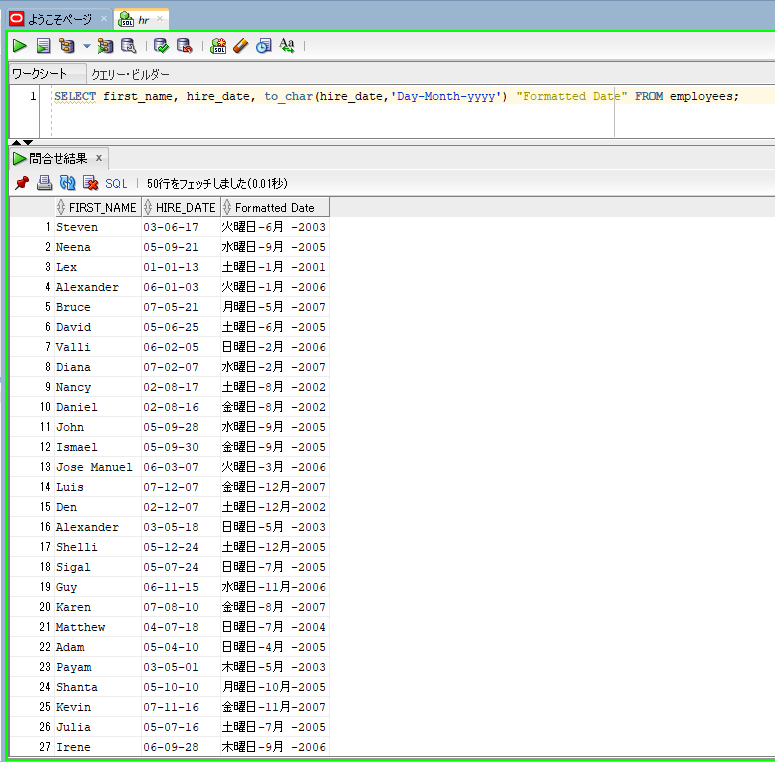 ようこそページ × hr ×
ワークシート クエリー・ビルダー
1 SELECT first_name, hire_date, to_char(hire_date,'Day-Month-yyyy') "Formatted Date" FROM employees;
問合せ結果 ×
SQL | 50行をフェッチしました(0.01秒)
FIRST_NAME HIRE_DATE Formatted Date
1 Steven 03-06-17 火曜日-6月 -2003
2 Neena 05-09-21 水曜日-9月 -2005
3 Lex 01-01-13 土曜日-1月 -2001
4 Alexander 06-01-03 火曜日-1月 -2006
5 Bruce 07-05-21 月曜日-5月 -2007
6 David 05-06-25 土曜日-6月 -2005
7 Valli 06-02-05 日曜日-2月 -2006
8 Diana 07-02-07 水曜日-2月 -2007
9 Nancy 02-08-17 土曜日-8月 -2002
10 Daniel 02-08-16 金曜日-8月 -2002
11 John 05-09-28 水曜日-9月 -2005
12 Ismael 05-09-30 金曜日-9月 -2005
13 Jose Manuel 06-03-07 火曜日-3月 -2006
14 Luis 07-12-07 金曜日-12月-2007
15 Den 02-12-07 土曜日-12月-2002
16 Alexander 03-05-18 日曜日-5月 -2003
17 Shelli 05-12-24 土曜日-12月-2005
18 Sigal 05-07-24 日曜日-7月 -2005
19 Guy 06-11-15 水曜日-11月-2006
20 Karen 07-08-10 金曜日-8月 -2007
21 Matthew 04-07-18 日曜日-7月 -2004
22 Adam 05-04-10 日曜日-4月 -2005
23 Payam 03-05-01 木曜日-5月 -2003
24 Shanta 05-10-10 月曜日-10月-2005
25 Kevin 07-11-16 金曜日-11月-2007
26 Julia 05-07-16 土曜日-7月 -2005
27 Irene 06-09-28 木曜日-9月 -2006